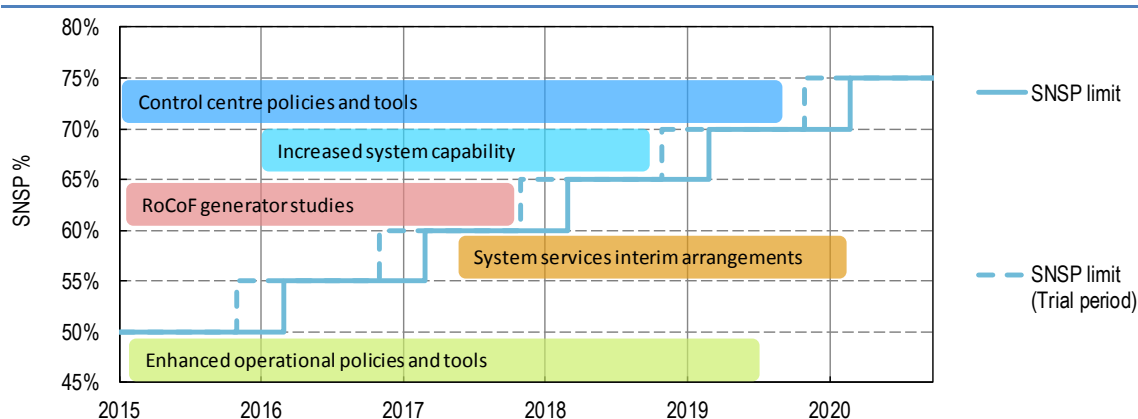 80%
75%
70%
65%
60%
55%
50%
45%
SNSP %
Control centre policies and tools
Increased system capability
RoCoF generator studies
System services interim arrangements
Enhanced operational policies and tools
2015 2016 2017 2018 2019 2020
SNSP limit
SNSP limit
(Trial period)